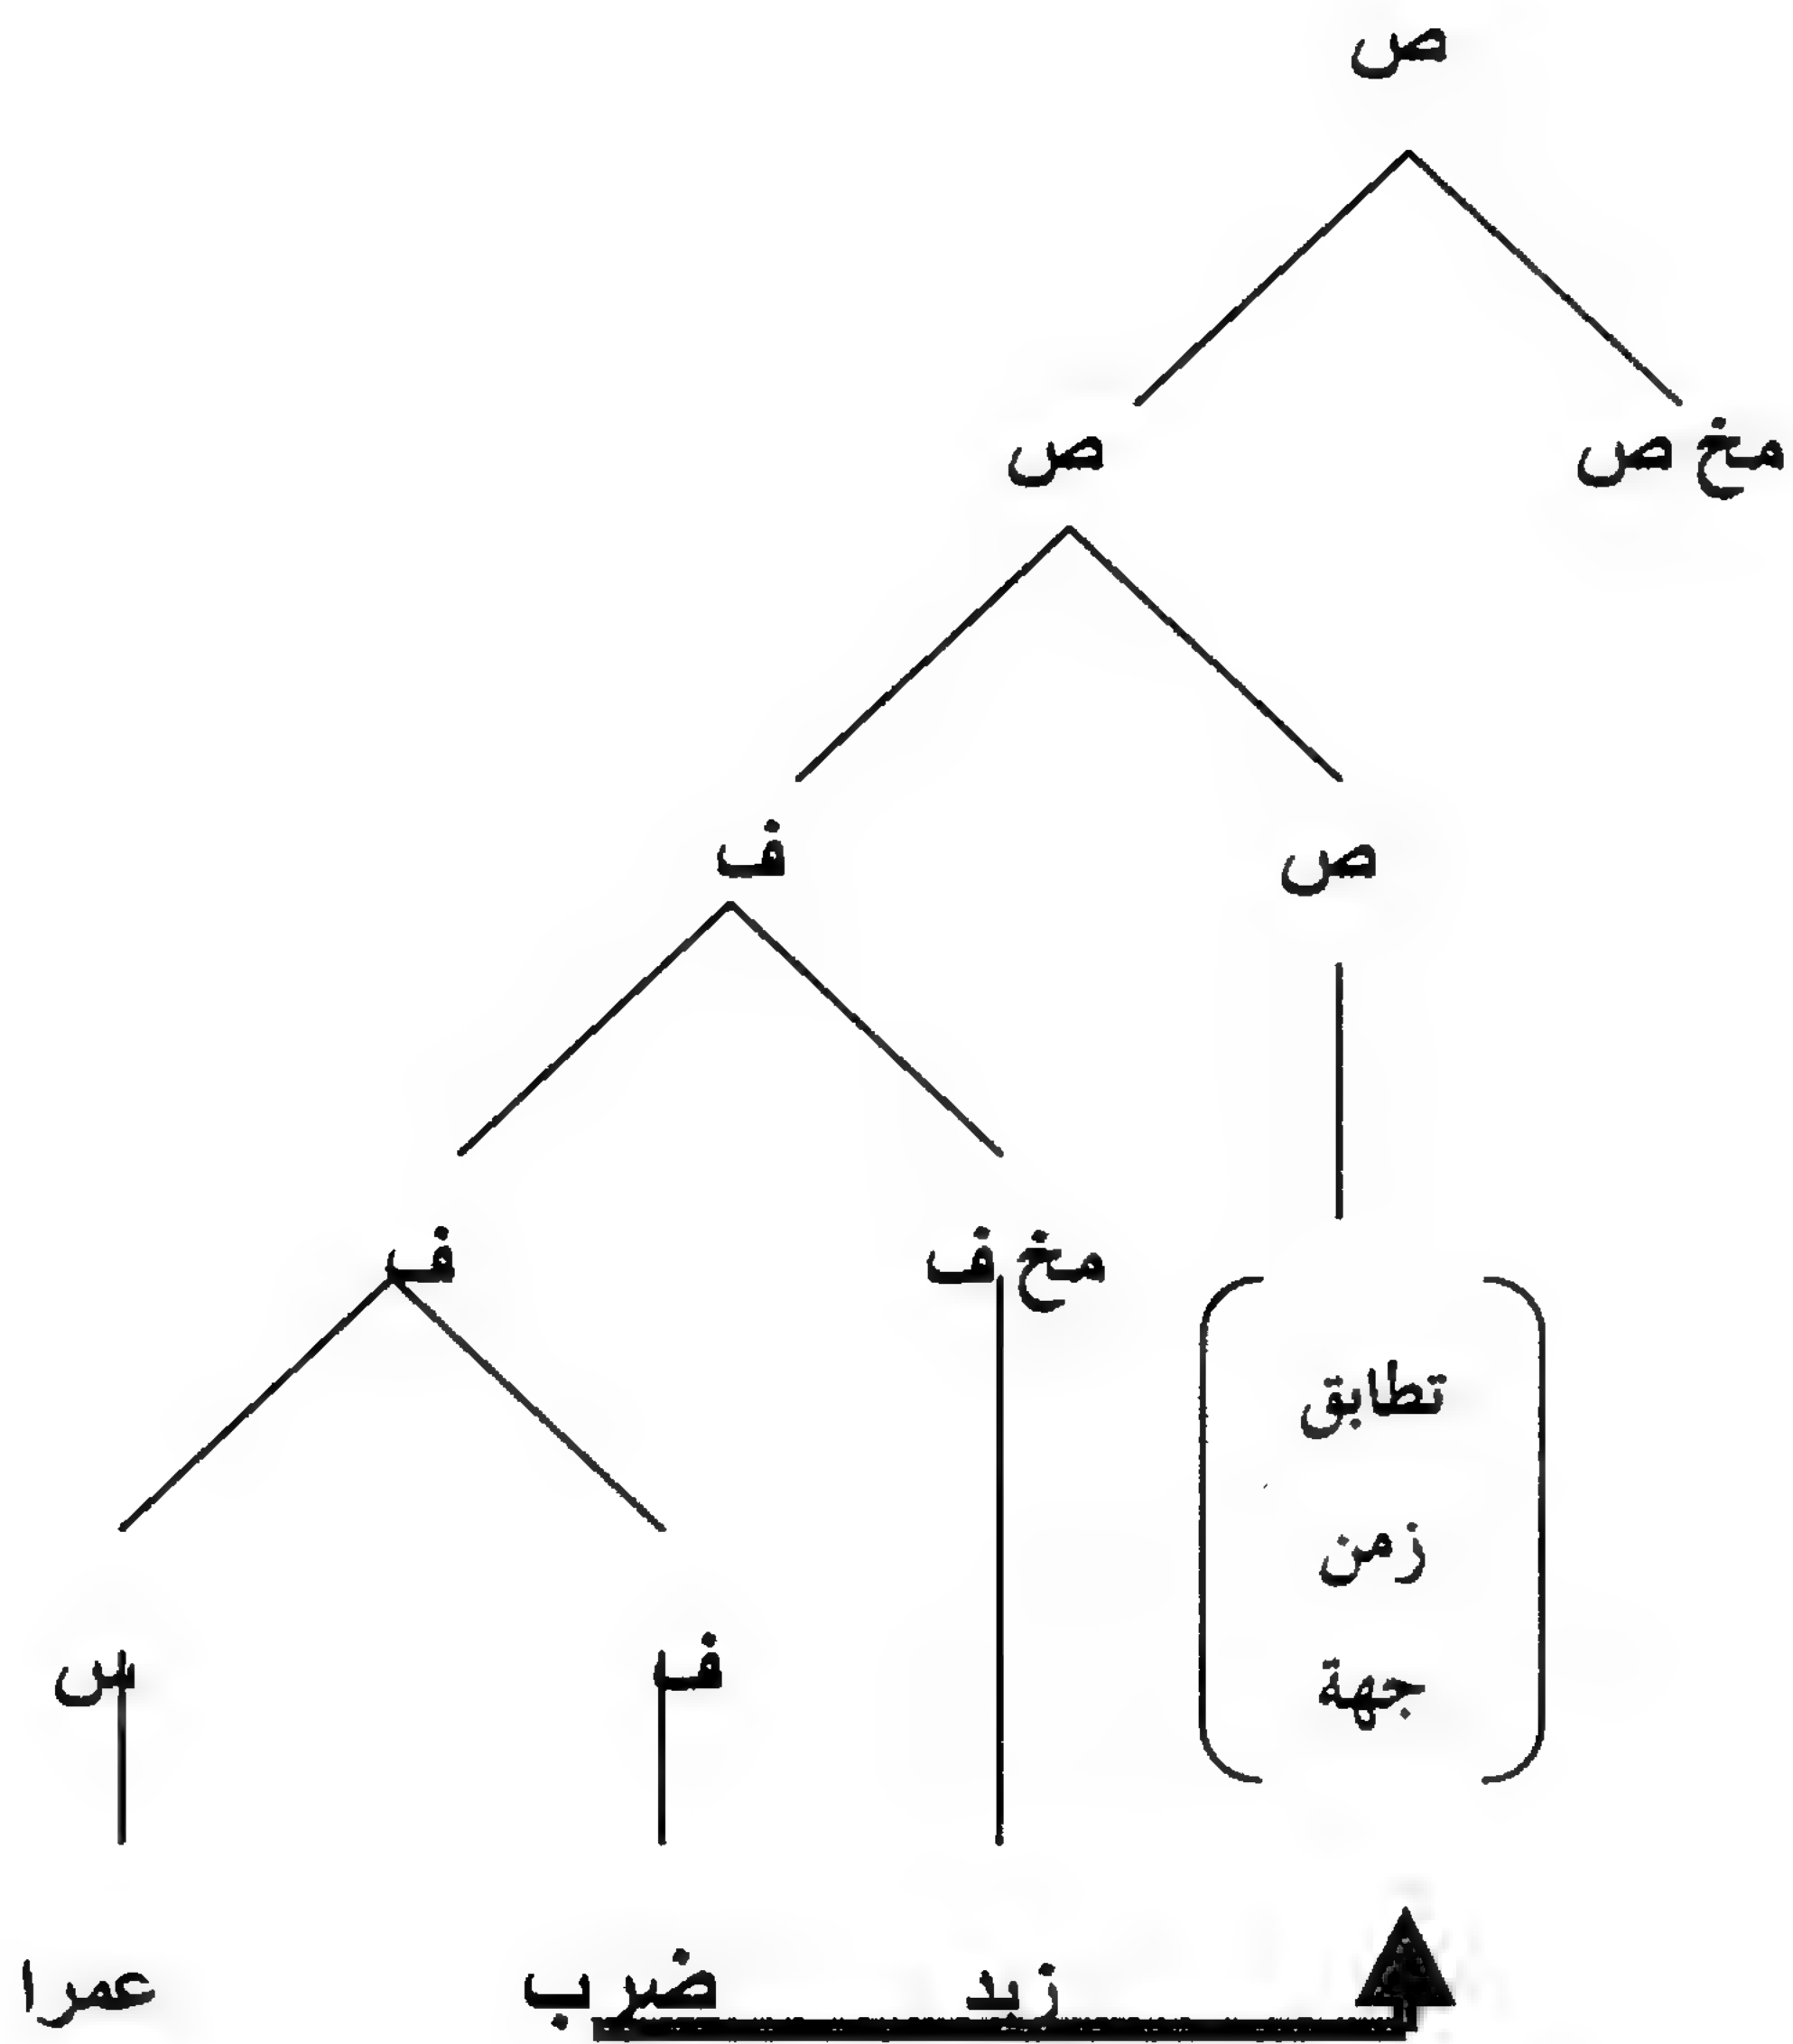 ص
مخ ص ص
ص ف
مخ ف ف
تطابق
زمن
جهة
ف س
زيد ضرب عمرا